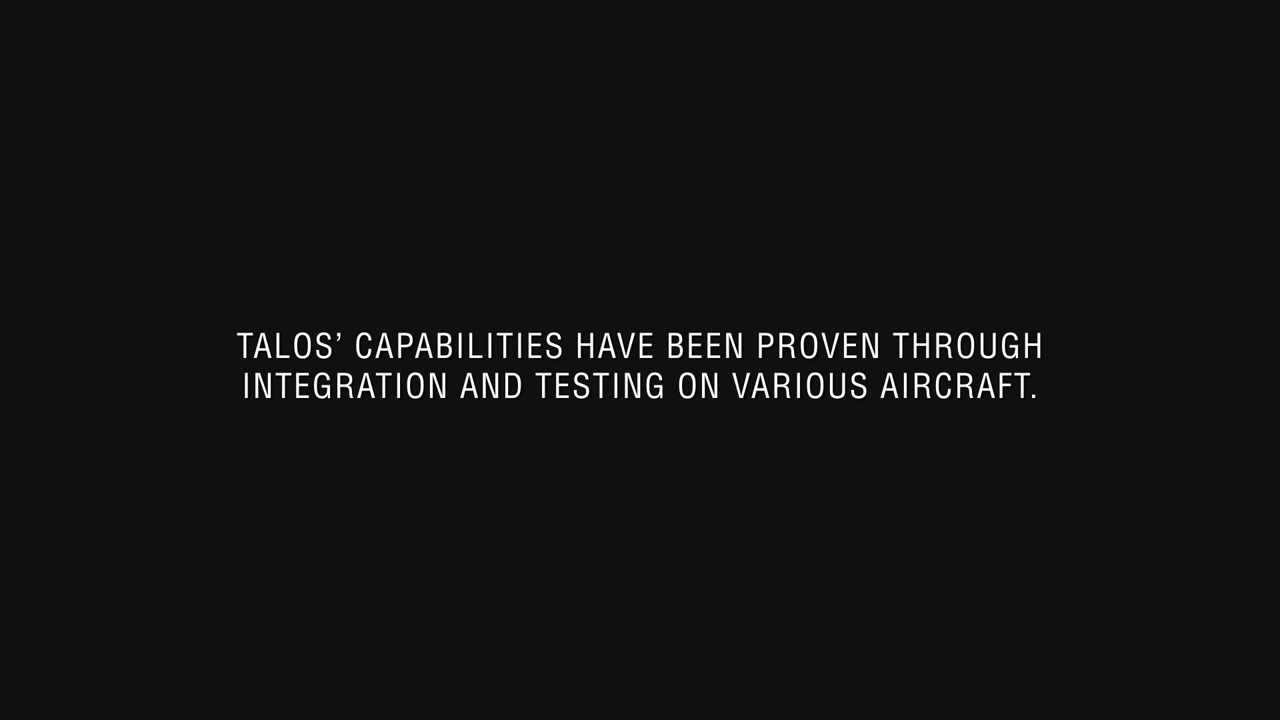 TALOS’ CAPABILITIES HAVE BEEN PROVEN THROUGH
INTEGRATION AND TESTING ON VARIOUS AIRCRAFT.